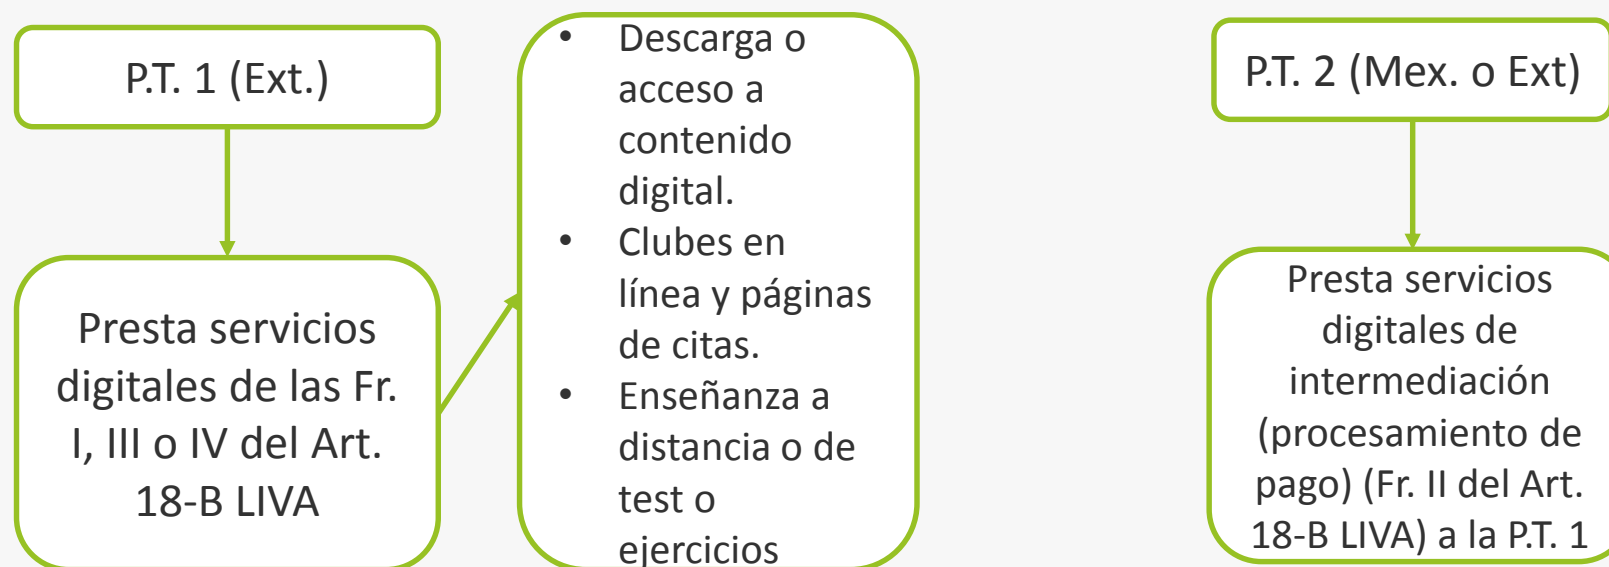 P.T. 1 (Ext.)
Presta servicios
digitales de las Fr.
I, III o IV del Art.
18-B LIVA
• Descarga o
acceso a
contenido
digital.
• Clubes en
línea y páginas
de citas.
• Enseñanza a
distancia o de
test o
ejercicios
P.T. 2 (Mex. o Ext)
Presta servicios
digitales de
intermediación
(procesamiento de
pago) (Fr. II del Art.
18-B LIVA) a la P.T. 1